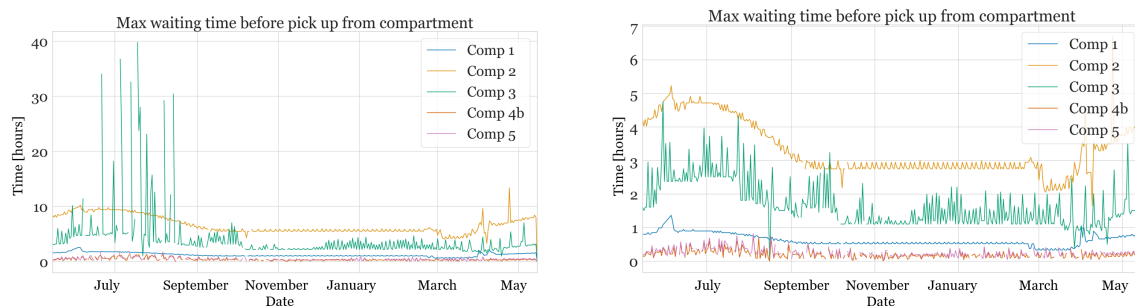 Max waiting time before pick up from compartment
40
30
20
10
0
Time [hours]
July
September
November
January
March
May
Date
Comp 1
Comp 2
Comp 3
Comp 4b
Comp 5
Max waiting time before pick up from compartment
7
6
5
4
3
2
1
0
Time [hours]
July
September
November
January
March
May
Date
Comp 1
Comp 2
Comp 3
Comp 4b
Comp 5